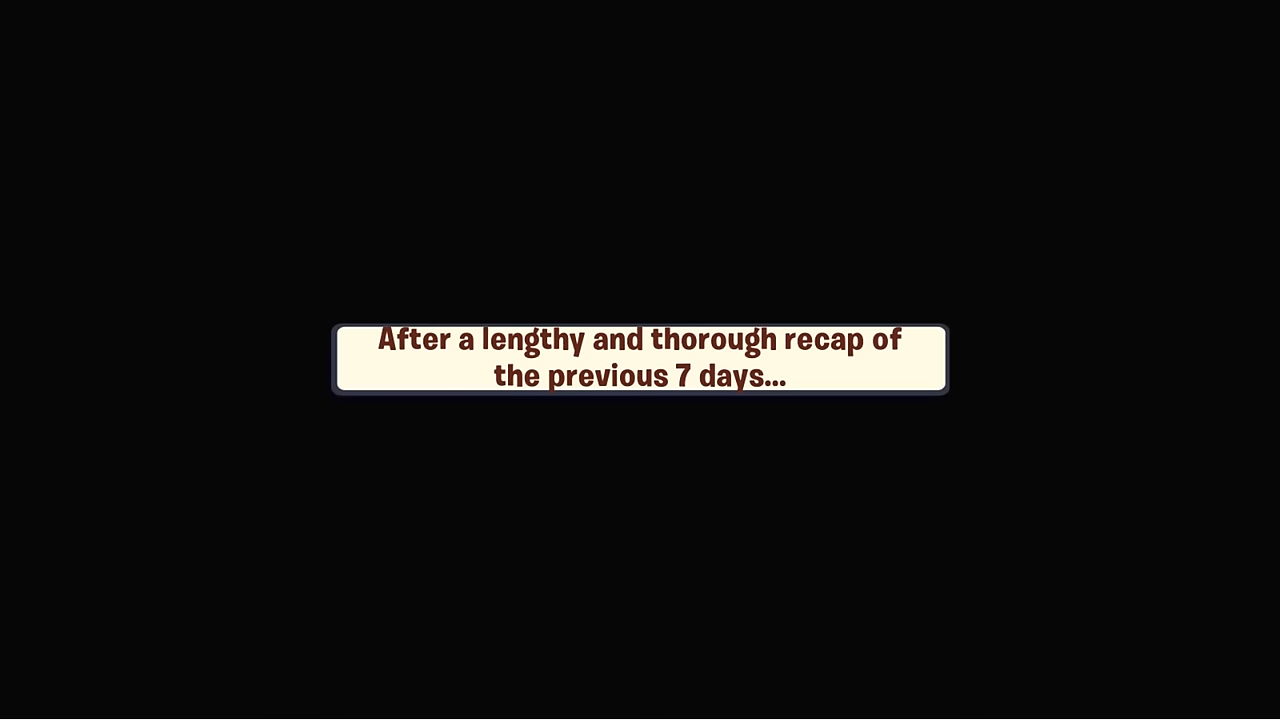 After a lengthy and thorough recap of
the previous 7 days...